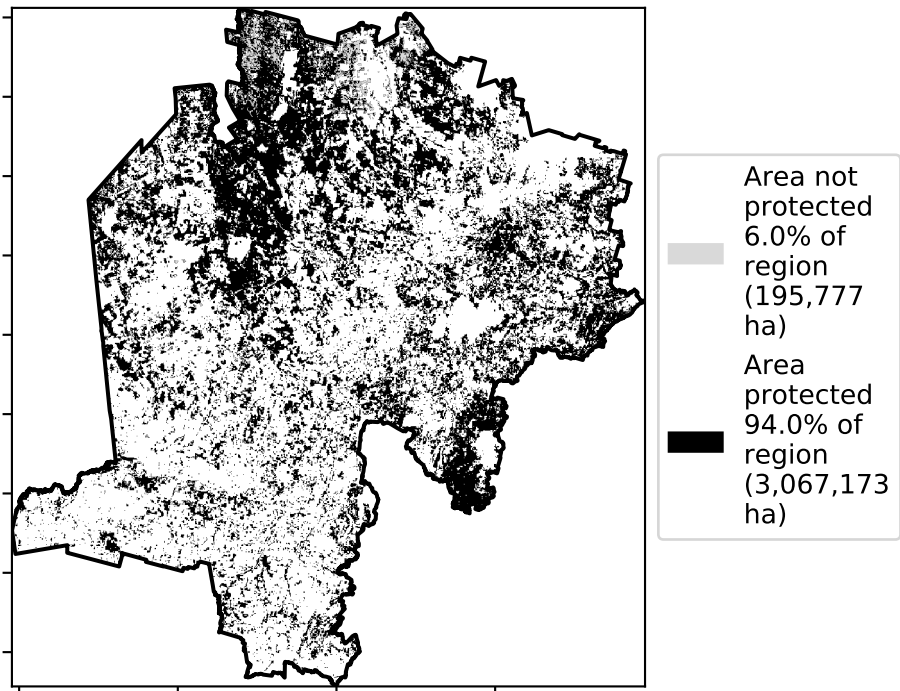 Area not
protected
6.0% of
region
(195,777
ha)
Area
protected
94.0% of
region
(3,067,173
ha)